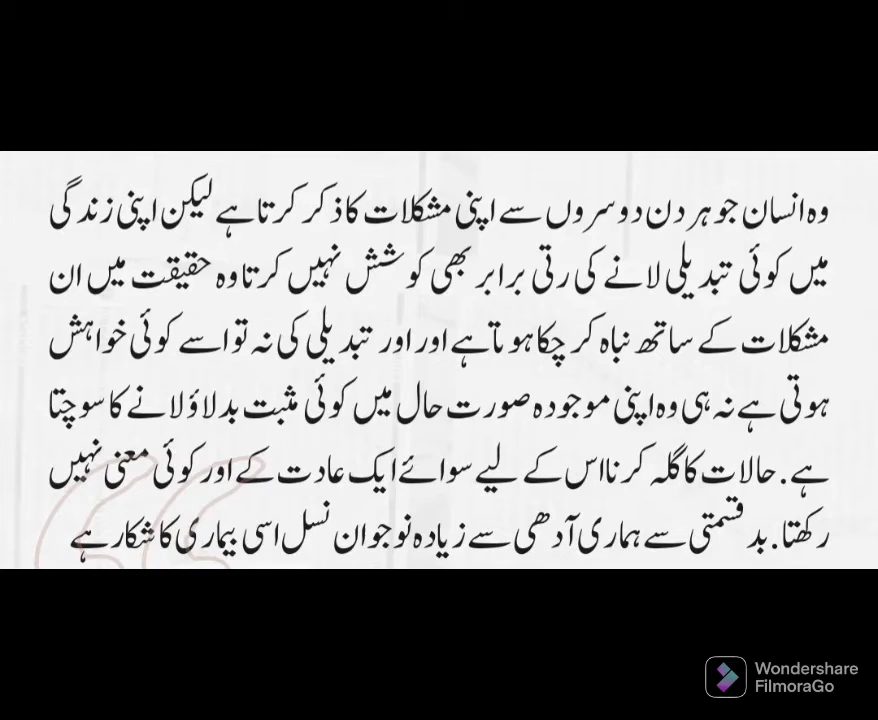 وہ انسان جو ہر دن دوسروں سے اپنی مشکلات کا ذکر کرتا ہے لیکن اپنی زندگی
میں کوئی تبدیلی لانے کی رتی برابر بھی کوشش نہیں کرتا وہ حقیقت میں ان
مشکلات کے ساتھ نباہ کر چکا ہوتا ہے اور اور تبدیلی کی نہ تو اسے کوئی خواہش
ہوتی ہے نہ ہی وہ اپنی موجودہ صورت حال میں کوئی مثبت بدلاؤ لانے کا سوچتا
ہے. حالات کا گلہ کرنا اس کے لیے سوائے ایک عادت کے اور کوئی معنی نہیں
رکھتا. بدقسمتی سے ہماری آدھی سے زیادہ نوجوان نسل اسی بیماری کا شکار ہے
Wondershare
FilmoraGo